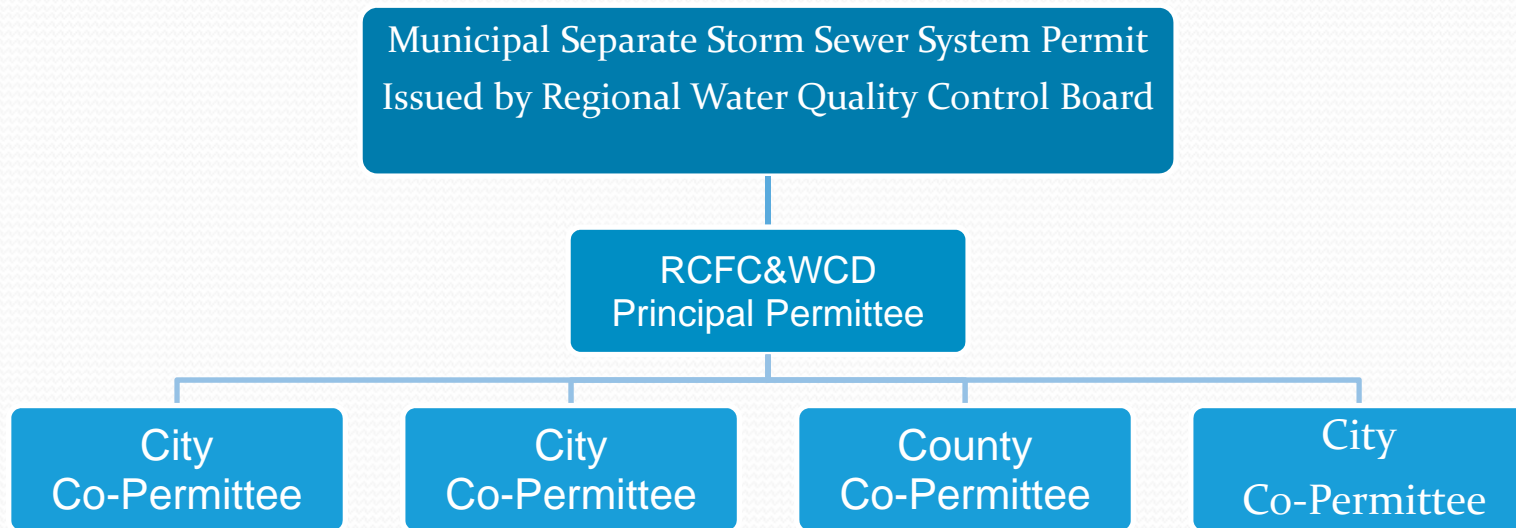 Municipal Separate Storm Sewer System Permit
Issued by Regional Water Quality Control Board
RCFC&WCD
Principal Permittee
City
Co-Permittee
City
Co-Permittee
County
Co-Permittee
City
Co-Permittee